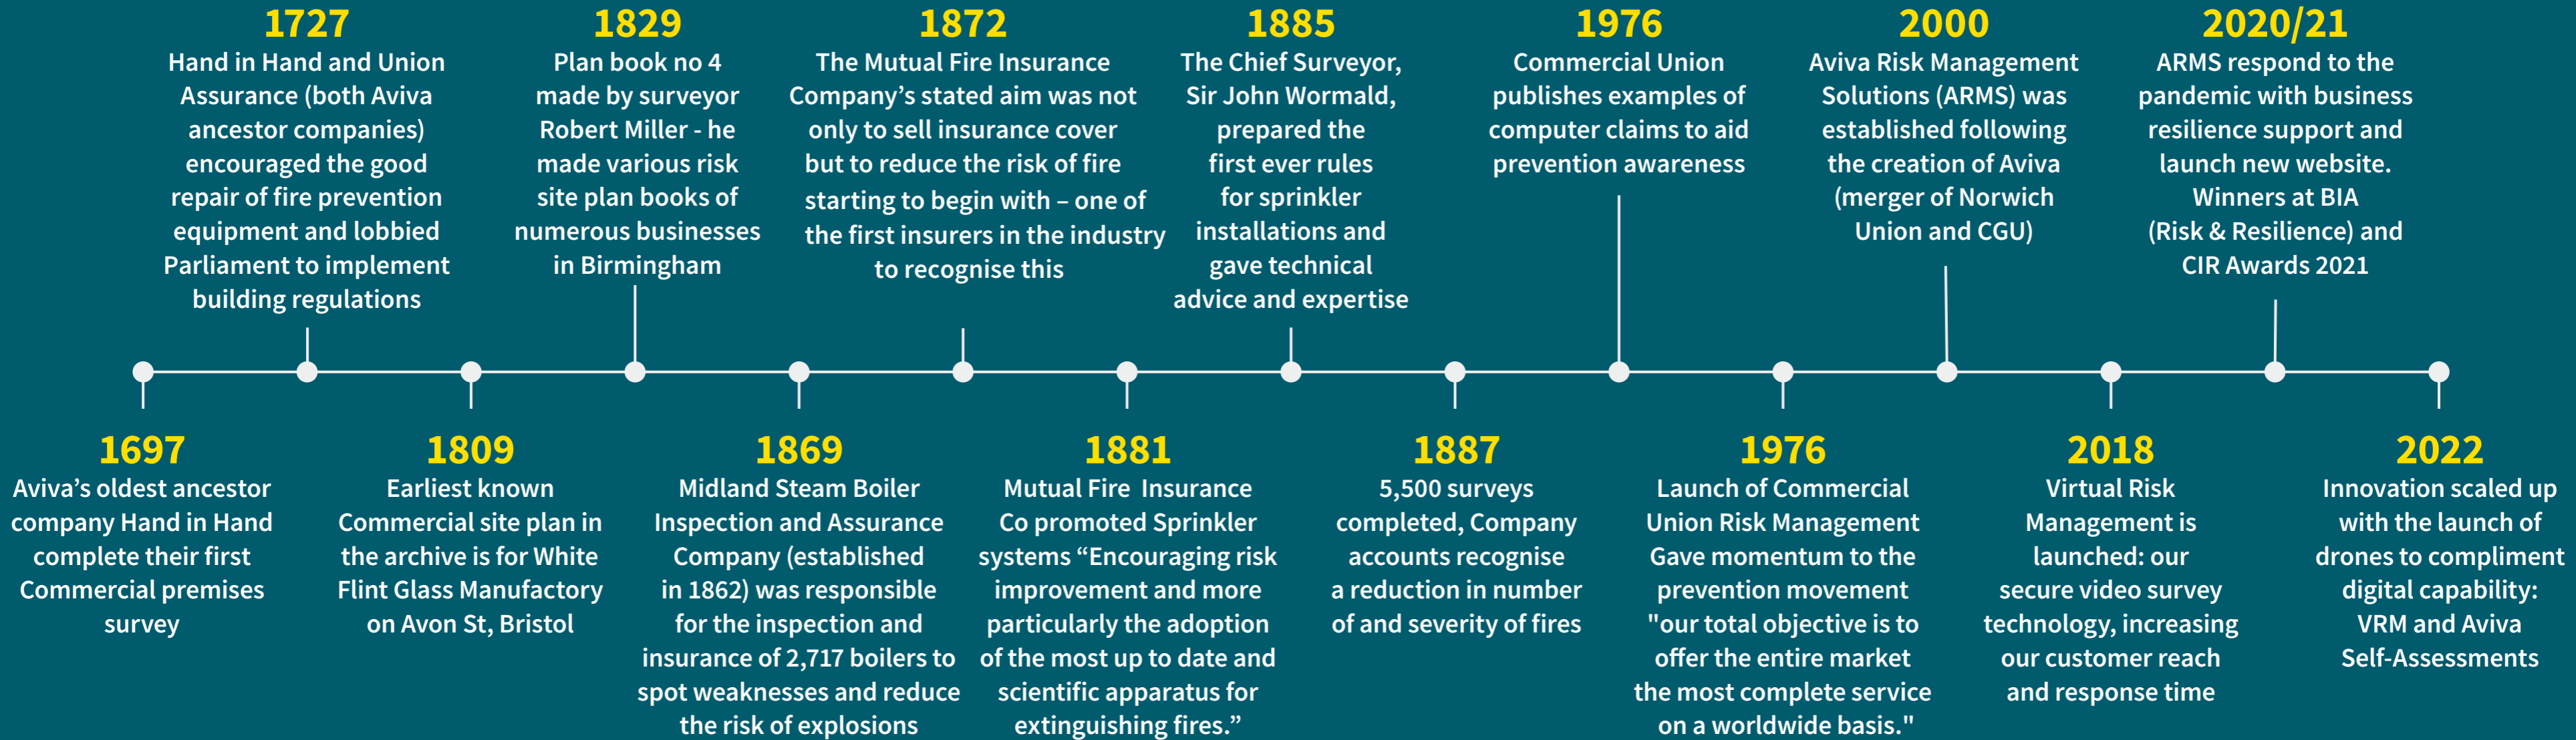 1727
Hand in Hand and Union
Assurance (both Aviva
ancestor companies)
encouraged the good
repair of fire prevention
equipment and lobbied
Parliament to implement
building regulations
1829
Plan book no 4
made by surveyor
Robert Miller - he
made various risk
site plan books of
numerous businesses
in Birmingham
1872
The Mutual Fire Insurance
Company’s stated aim was not
only to sell insurance cover
but to reduce the risk of fire
starting to begin with – one of
the first insurers in the industry
to recognise this
1885
The Chief Surveyor,
Sir John Wormald,
prepared the
first ever rules
for sprinkler
installations and
gave technical
advice and expertise
1976
Commercial Union
publishes examples of
computer claims to aid
prevention awareness
2000
Aviva Risk Management
Solutions (ARMS) was
established following
the creation of Aviva
(merger of Norwich
Union and CGU)
2020/21
ARMS respond to the
pandemic with business
resilience support and
launch new website.
Winners at BIA
(Risk & Resilience) and
CIR Awards 2021
1697
Aviva’s oldest ancestor
company Hand in Hand
complete their first
Commercial premises
survey
1809
Earliest known
Commercial site plan in
the archive is for White
Flint Glass Manufactory
on Avon St, Bristol
1869
Midland Steam Boiler
Inspection and Assurance
Company (established
in 1862) was responsible
for the inspection and
insurance of 2,717 boilers to
spot weaknesses and reduce
the risk of explosions
1881
Mutual Fire Insurance
Co promoted Sprinkler
systems “Encouraging risk
improvement and more
particularly the adoption
of the most up to date and
scientific apparatus for
extinguishing fires.”
1887
5,500 surveys
completed, Company
accounts recognise
a reduction in number
of and severity of fires
1976
Launch of Commercial
Union Risk Management
Gave momentum to the
prevention movement
"our total objective is to
offer the entire market
the most complete service
on a worldwide basis."
2018
Virtual Risk
Management is
launched: our
secure video survey
technology, increasing
our customer reach
and response time
2022
Innovation scaled up
with the launch of
drones to compliment
digital capability:
VRM and Aviva
Self-Assessments